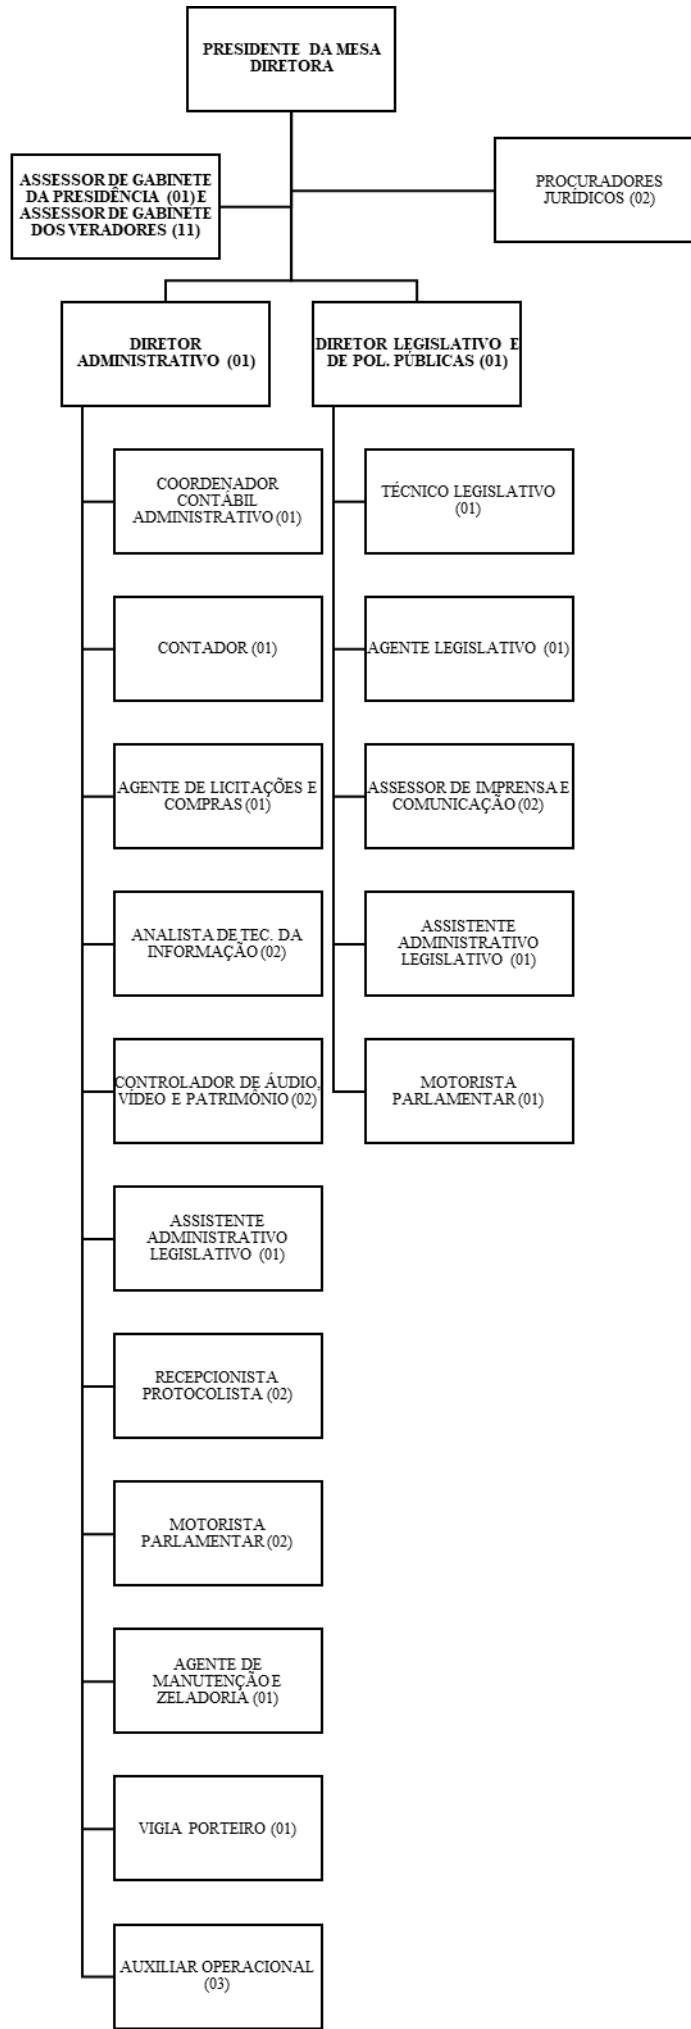 PRESIDENTE DA MESA
DIRETORA
ASSESSOR DE GABINETE
DA PRESIDÊNCIA (01) E
ASSESSOR DE GABINETE
DOS VERADORES (11)
PROCURADORES
JURÍDICOS (02)
DIRETOR
ADMINISTRATIVO (01)
DIRETOR LEGISLATIVO E
DE POL. PÚBLICAS (01)
COORDENADOR
CONTÁBIL
ADMINISTRATIVO (01)
TÉCNICO LEGISLATIVO
(01)
CONTADOR (01)
AGENTE LEGISLATIVO (01)
AGENTE DE LICITAÇÕES E
COMPRAS (01)
ASSESSOR DE IMPRENSA E
COMUNICAÇÃO (02)
ANALISTA DE TEC. DA
INFORMAÇÃO (02)
ASSISTENTE
ADMINISTRATIVO
LEGISLATIVO (01)
CONTROLADOR DE ÁUDIO,
VÍDEO E PATRIMÔNIO (02)
MOTORISTA
PARLAMENTAR (01)
ASSISTENTE
ADMINISTRATIVO
LEGISLATIVO (01)
RECEPCIONISTA
PROTOCOLISTA (02)
MOTORISTA
PARLAMENTAR (02)
AGENTE DE
MANUTENÇÃO E
ZELADORIA (01)
VIGIA PORTEIRO (01)
AUXILIAR OPERACIONAL
(03)